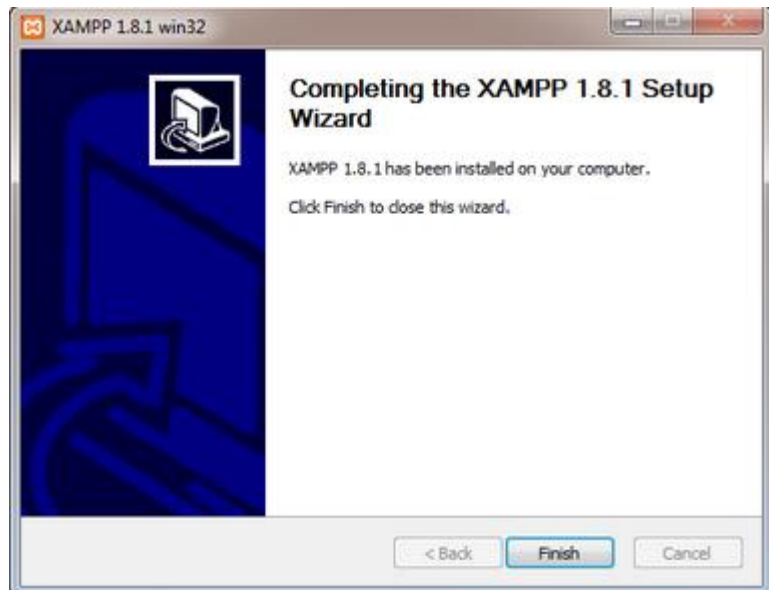 XAMPP 1.8.1 win32
Completing the XAMPP 1.8.1 Setup
Wizard
XAMPP 1.8.1 has been installed on your computer.
Click Finish to close this wizard.
< Back Finish Cancel